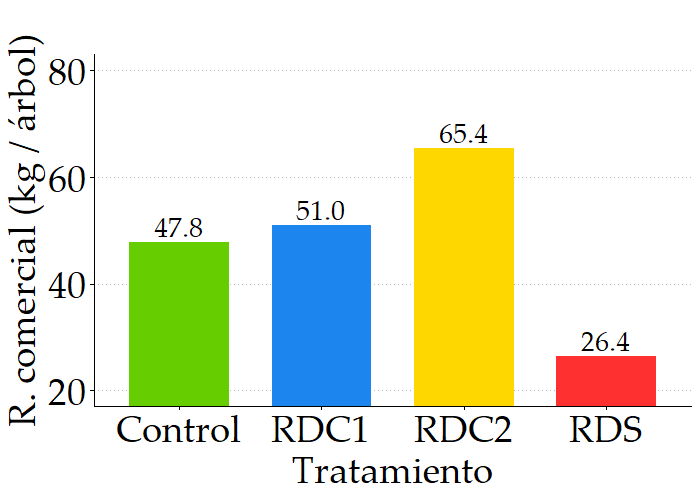 R. comercial (kg / árbol)
80
60
40
20
47.8
51.0
65.4
26.4
Control
RDC1
RDC2
RDS
Tratamiento